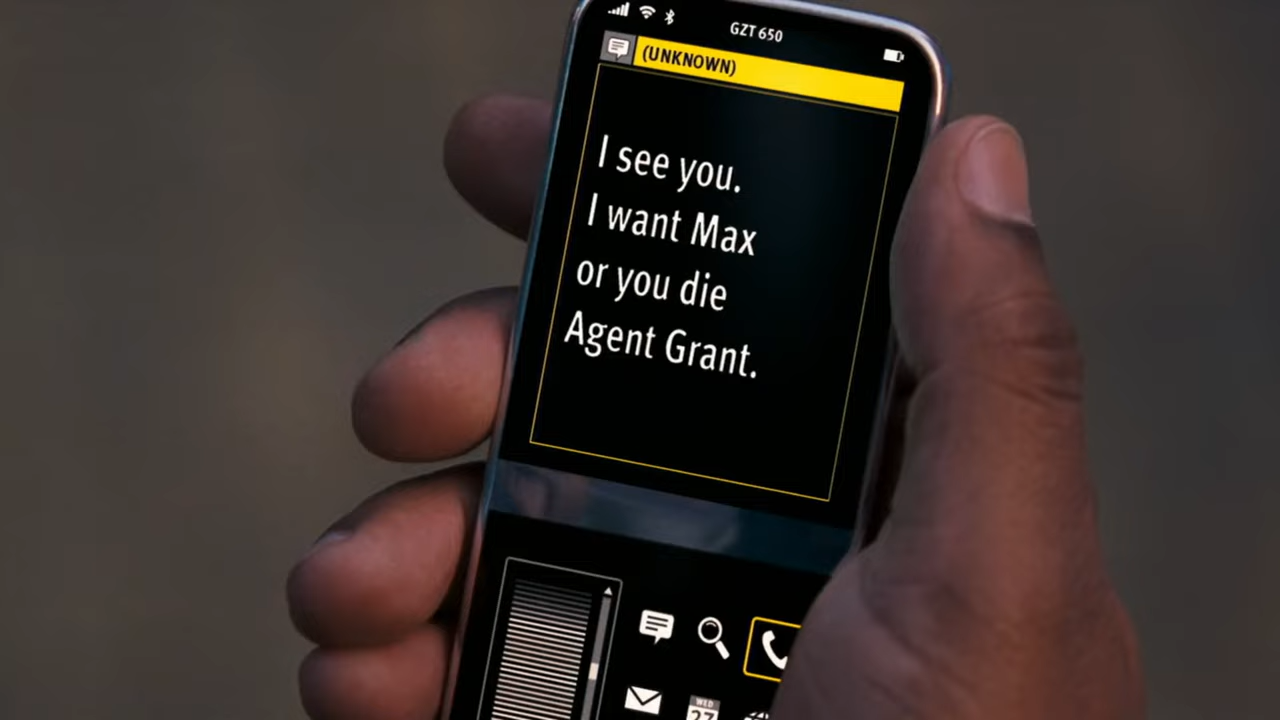 GZT 650
(UNKNOWN)
I see you.
I want Max
or you die
Agent Grant.
WED
27